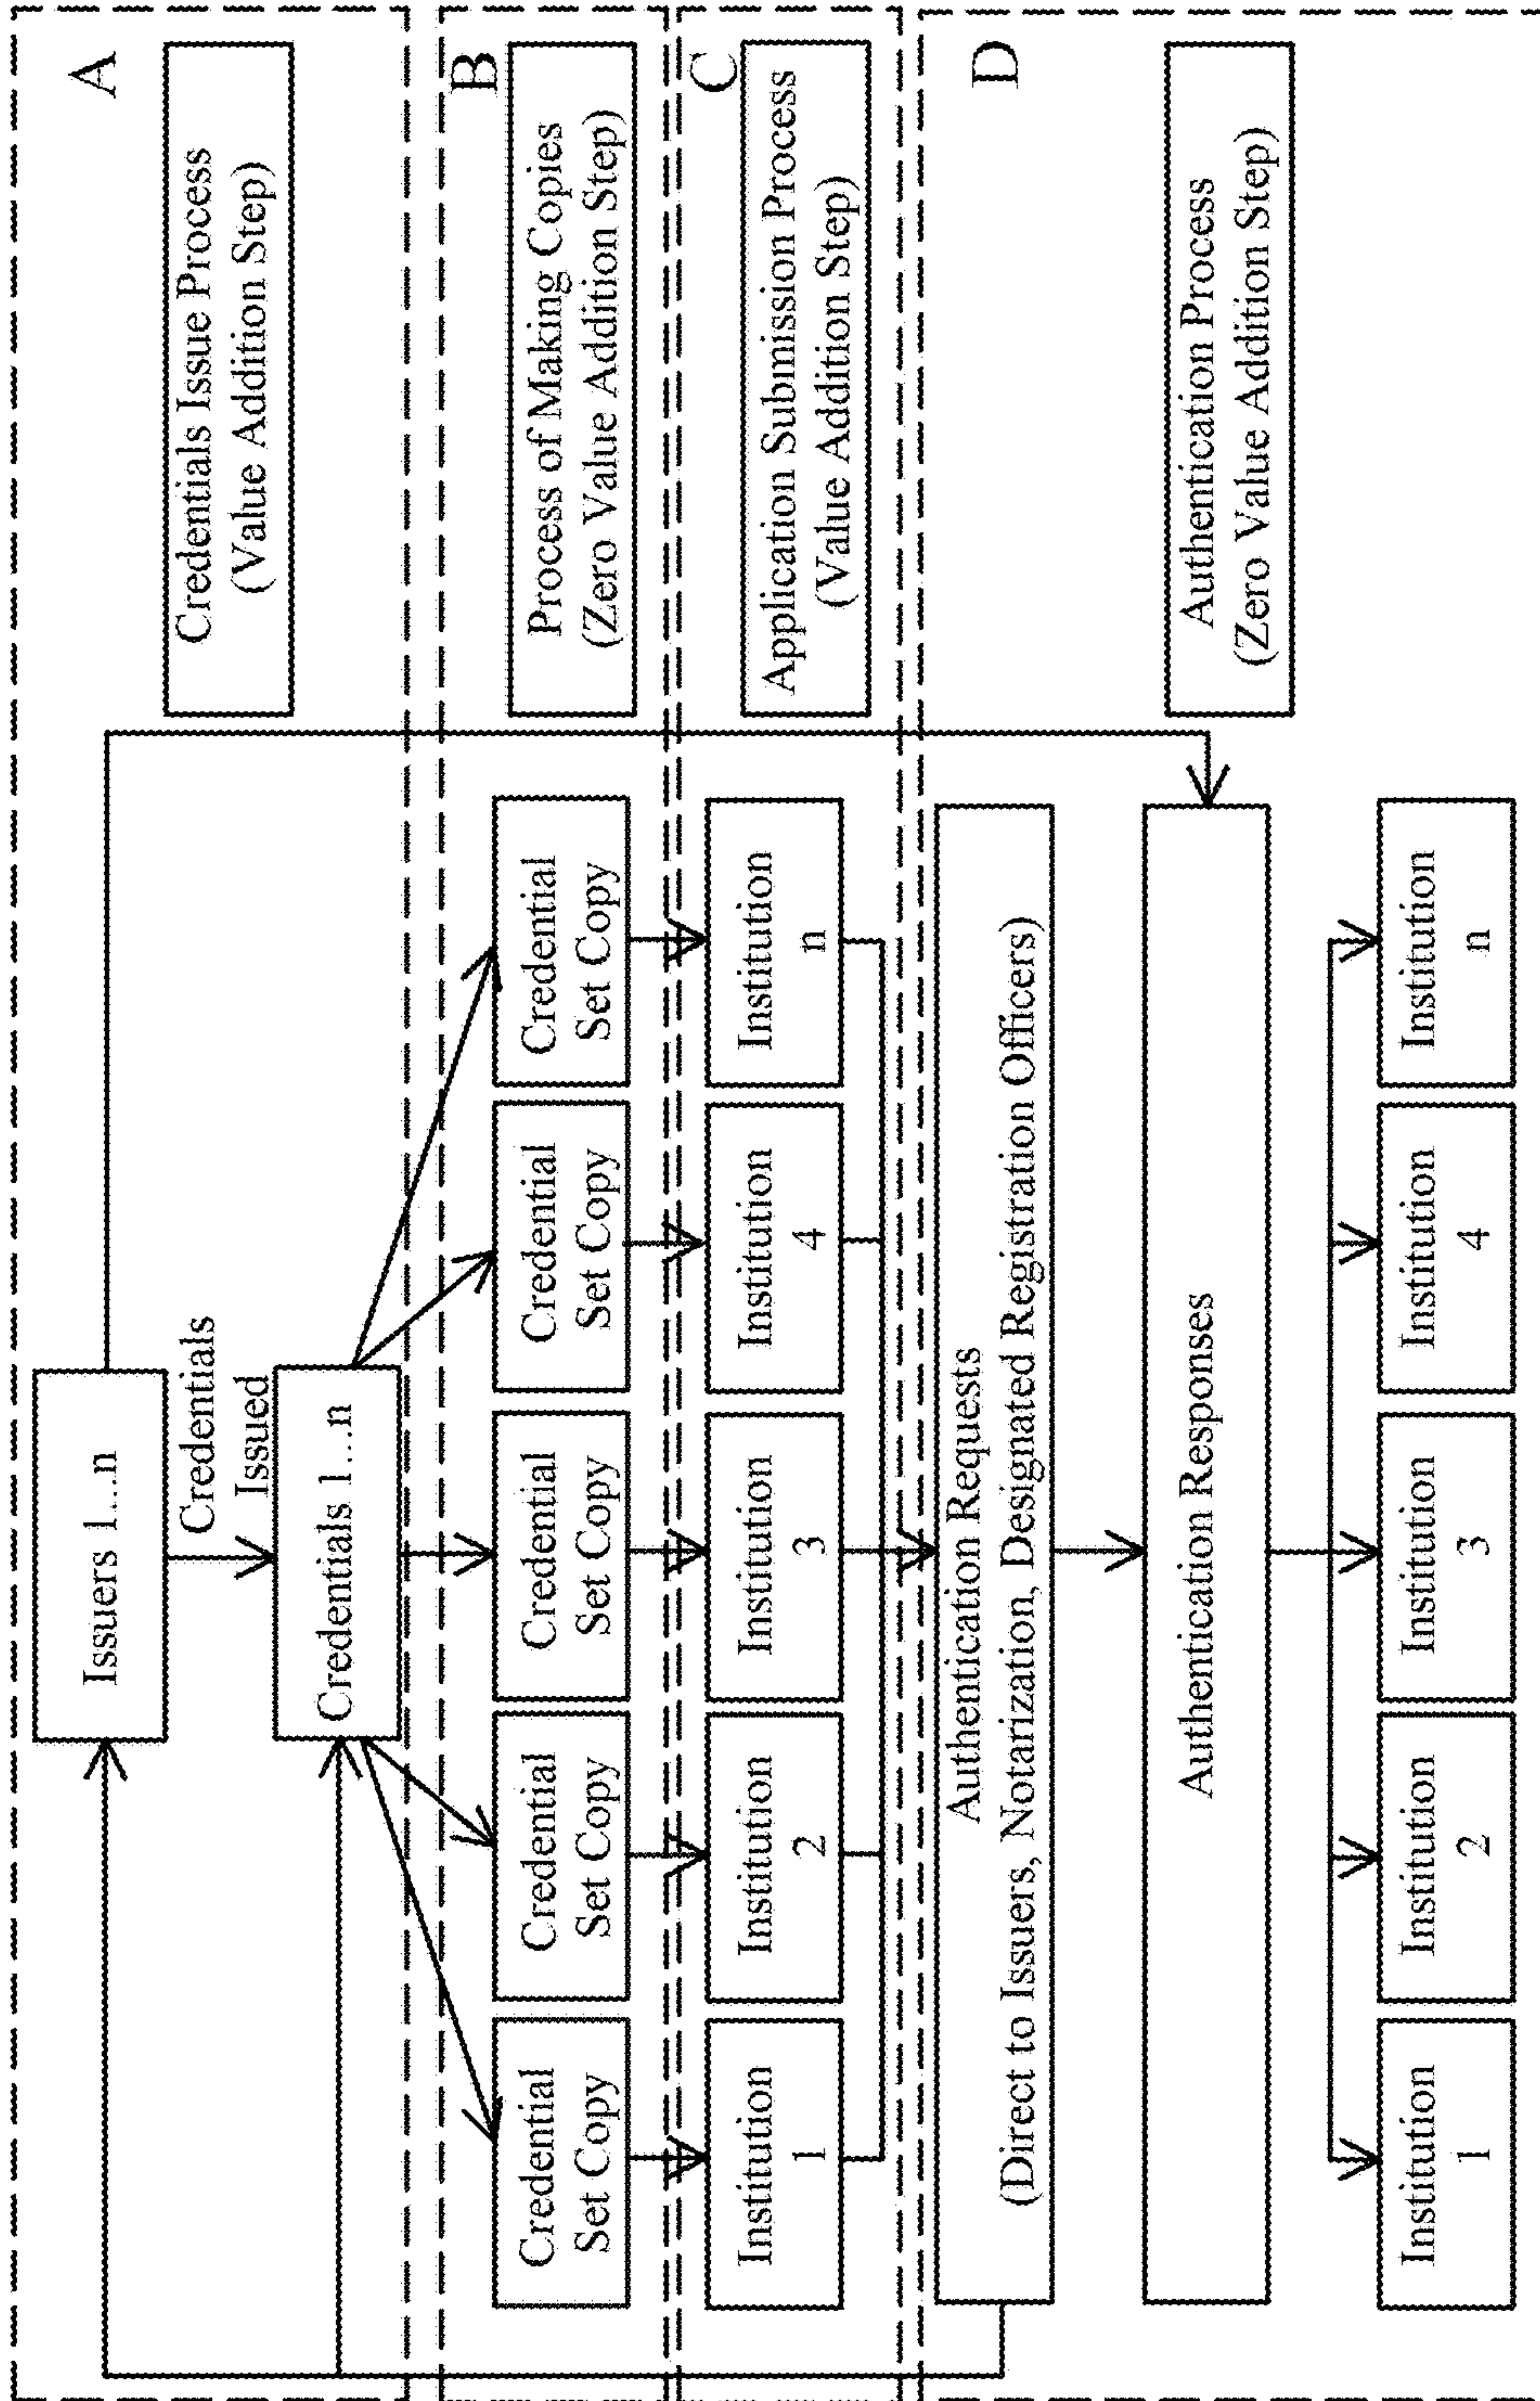 A
Credentials Issue Process
(Value Addition Step)
Issuers 1...n
Credentials
Issued
Credentials 1...n
B
Process of Making Copies
(Zero Value Addition Step)
Credential
Set Copy
Credential
Set Copy
Credential
Set Copy
Credential
Set Copy
Credential
Set Copy
C
Application Submission Process
(Value Addition Step)
Institution
1
Institution
2
Institution
3
Institution
4
Institution
n
D
Authentication Process
(Zero Value Addition Step)
Authentication Requests
(Direct to Issuers, Notarization, Designated Registration Officers)
Authentication Responses
Institution
1
Institution
2
Institution
3
Institution
4
Institution
n